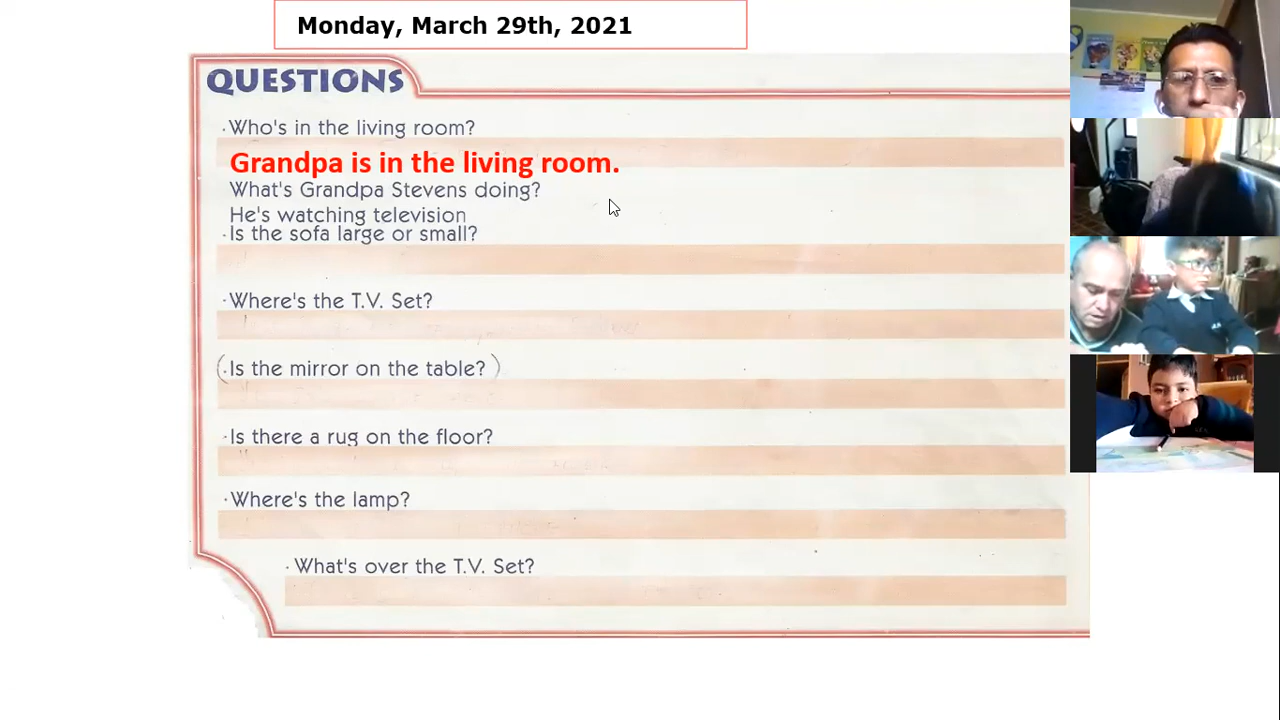 Monday, March 29th, 2021
QUESTIONS
·Who's in the living room?
Grandpa is in the living room.
What's Grandpa Stevens doing?
He's watching television
·Is the sofa large or small?
·Where's the T.V. Set?
(·Is the mirror on the table?)
·Is there a rug on the floor?
·Where's the lamp?
·What's over the T.V. Set?